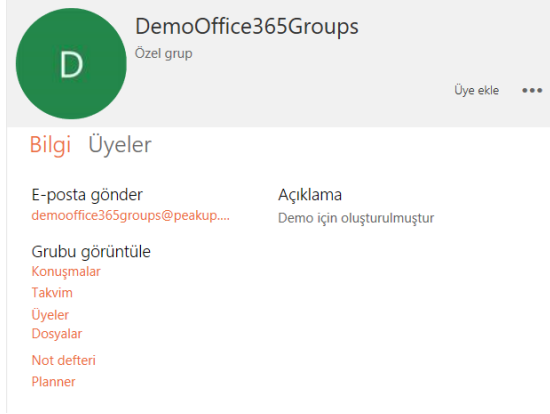 D
DemoOffice365Groups
Özel grup
Üye ekle •••
Bilgi Üyeler
E-posta gönder
demooffice365groups@peakup....
Açıklama
Demo için oluşturulmuştur
Grubu görüntüle
Konuşmalar
Takvim
Üyeler
Dosyalar
Not defteri
Planner